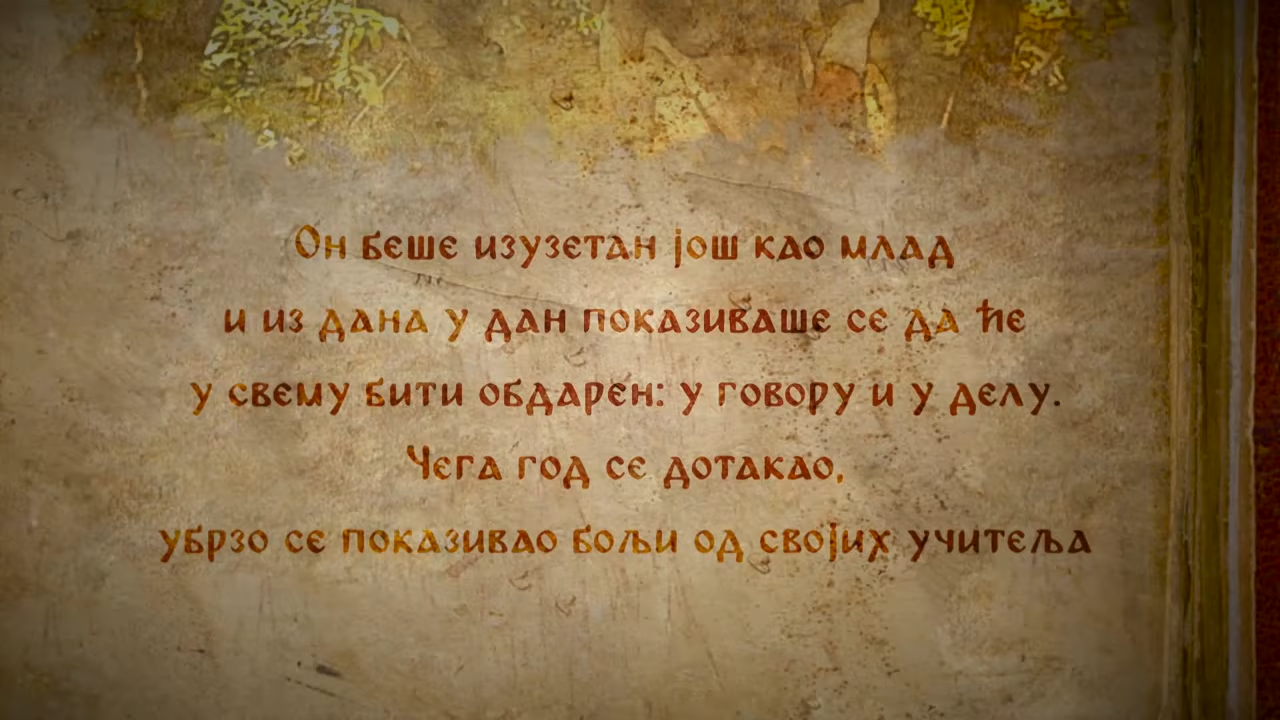 Он беше изузетан још као млад
и из дана у дан показиваше се да ће
у свему бити обдарен: у говору и у делу.
Чега год се дотакао,
убрзо се показивао бољи од својих учитеља